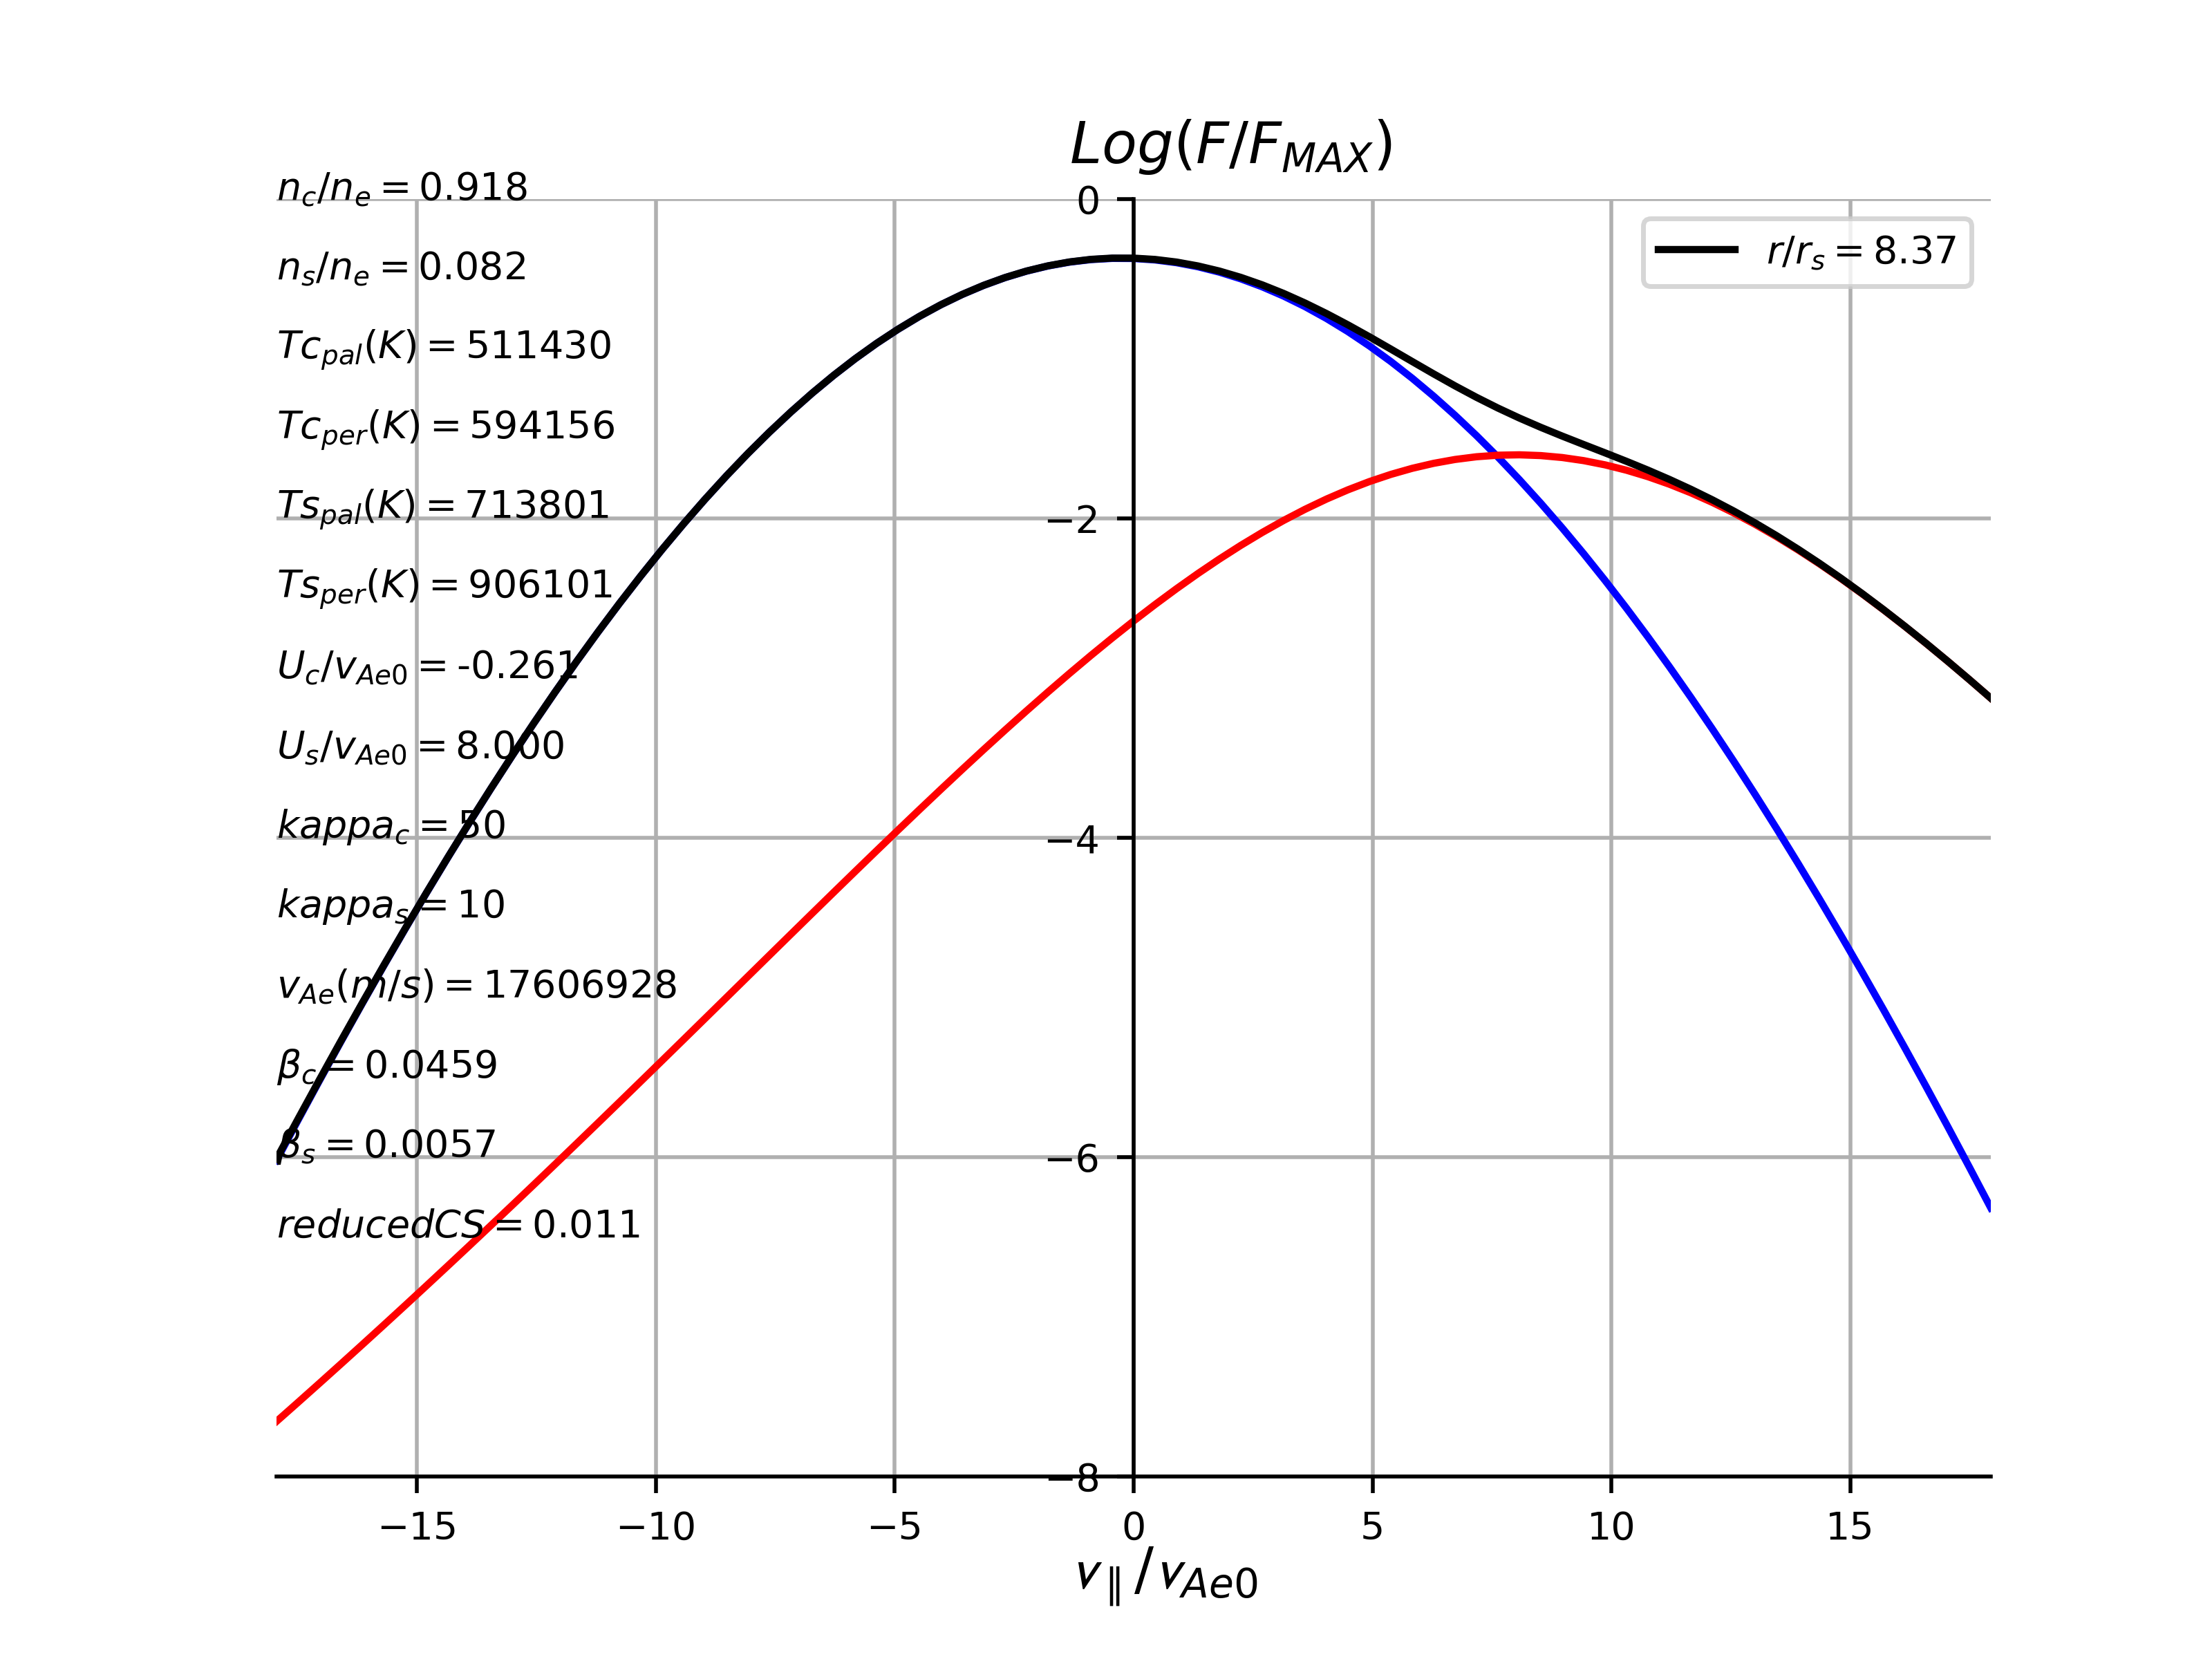 Log(F/F_MAX)
n_c/n_e = 0.918
n_s/n_e = 0.082
Tc_pal(K) = 511430
Tc_per(K) = 594156
Ts_pal(K) = 713801
Ts_per(K) = 906101
U_c/v_Ae0 = -0.261
U_s/v_Ae0 = 8.000
kappa_c = 50
kappa_s = 10
v_Ae(m/s) = 17606928
β_c = 0.0459
β_s = 0.0057
reducedCS = 0.011
r/r_s = 8.37
0
−2
−4
−6
−8
−15 −10 −5 0 5 10 15
v_∥/v_Ae0